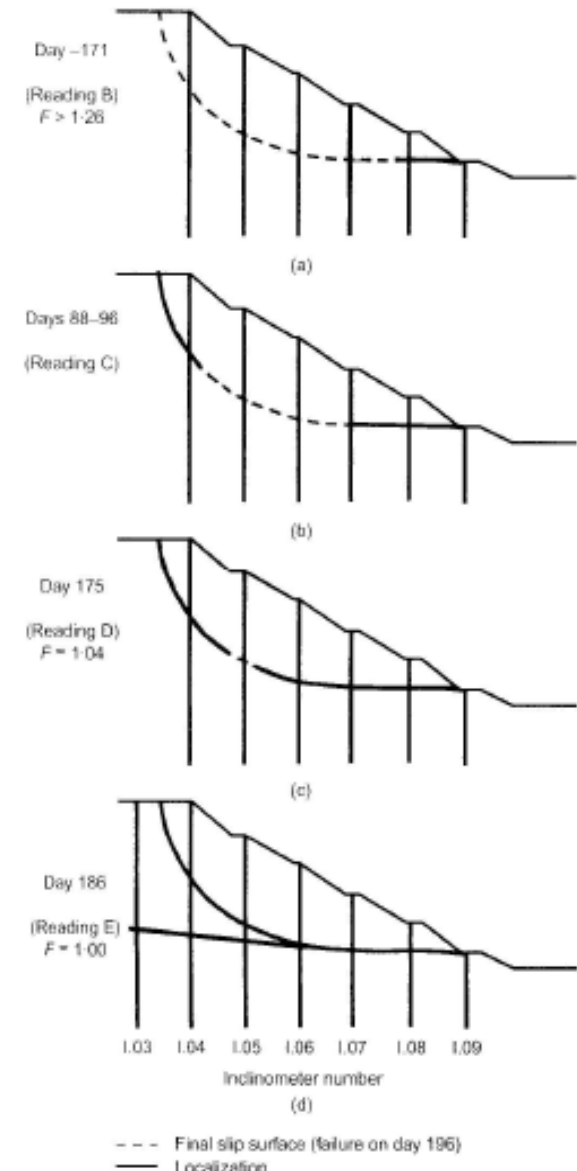 Day –171
(Reading B)
F > 1·26
(a)
Days 88–96
(Reading C)
(b)
Day 175
(Reading D)
F = 1·04
(c)
Day 186
(Reading E)
F = 1·00
I.03 I.04 I.05 I.06 I.07 I.08 I.09
Inclinometer number
(d)
Final slip surface (failure on day 196)
Localization